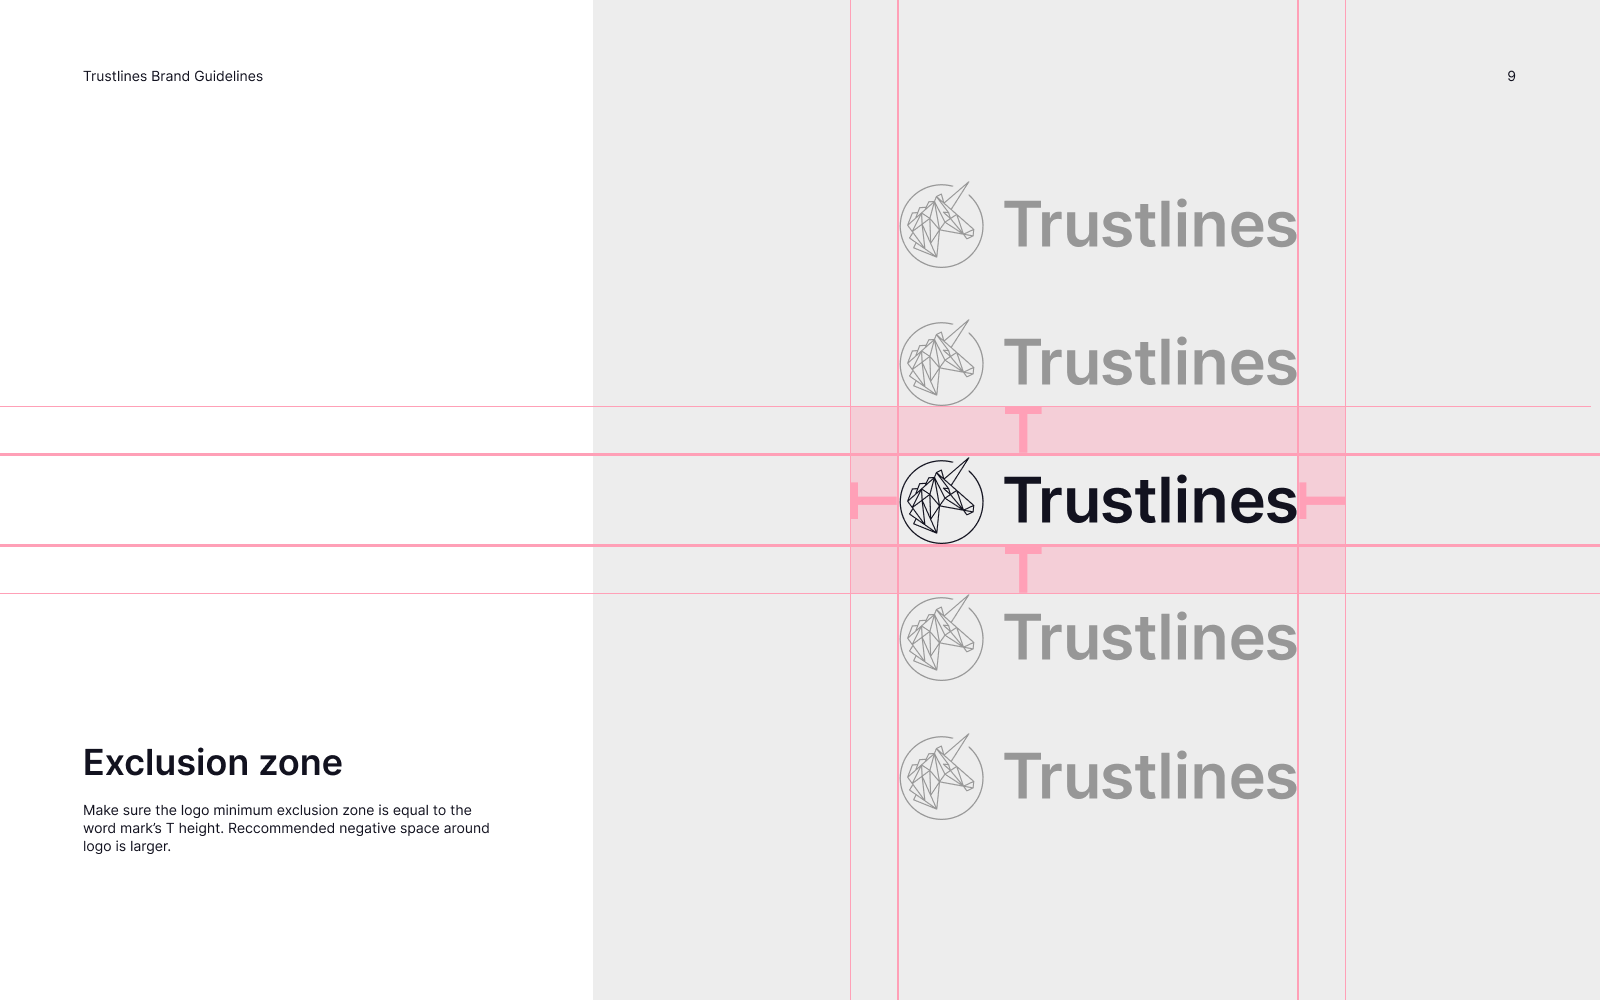 Trustlines Brand Guidelines
9
Trustlines
Trustlines
T
T Trustlines T
T
Trustlines
Trustlines
Exclusion zone
Make sure the logo minimum exclusion zone is equal to the
word mark’s T height. Reccommended negative space around
logo is larger.